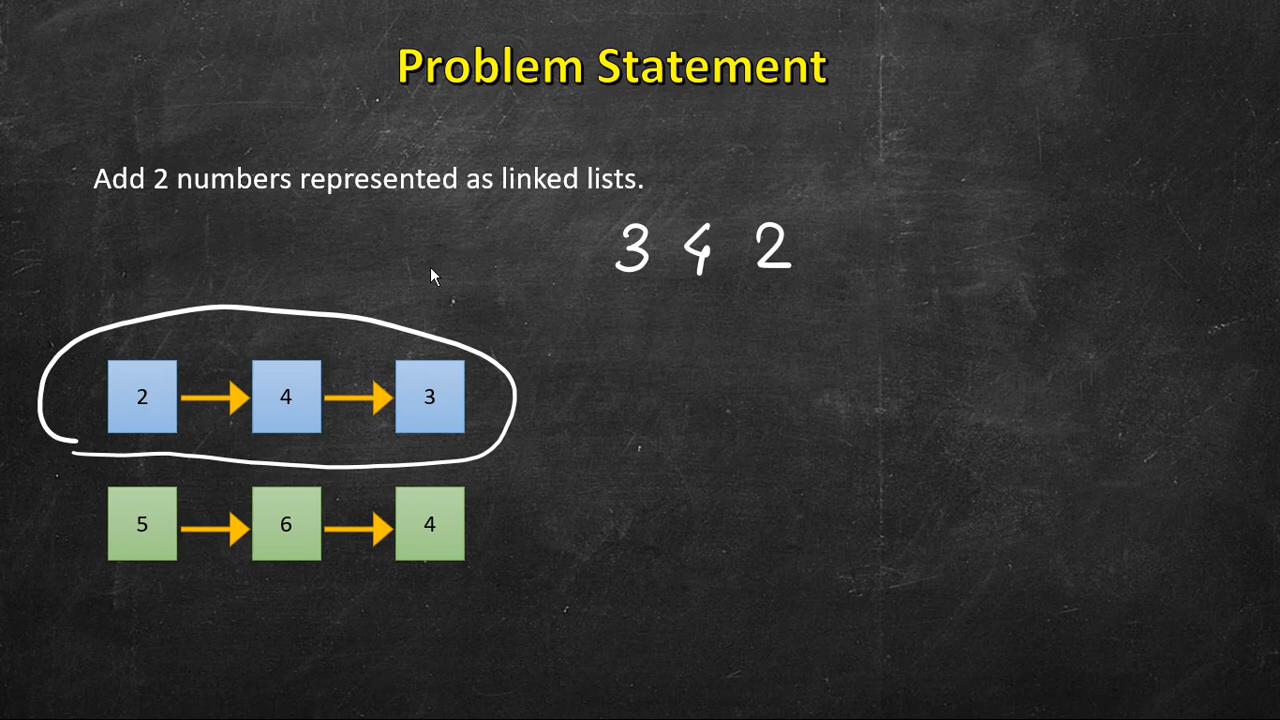 Problem Statement
Add 2 numbers represented as linked lists.
3 4 2
2 4 3
5 6 4